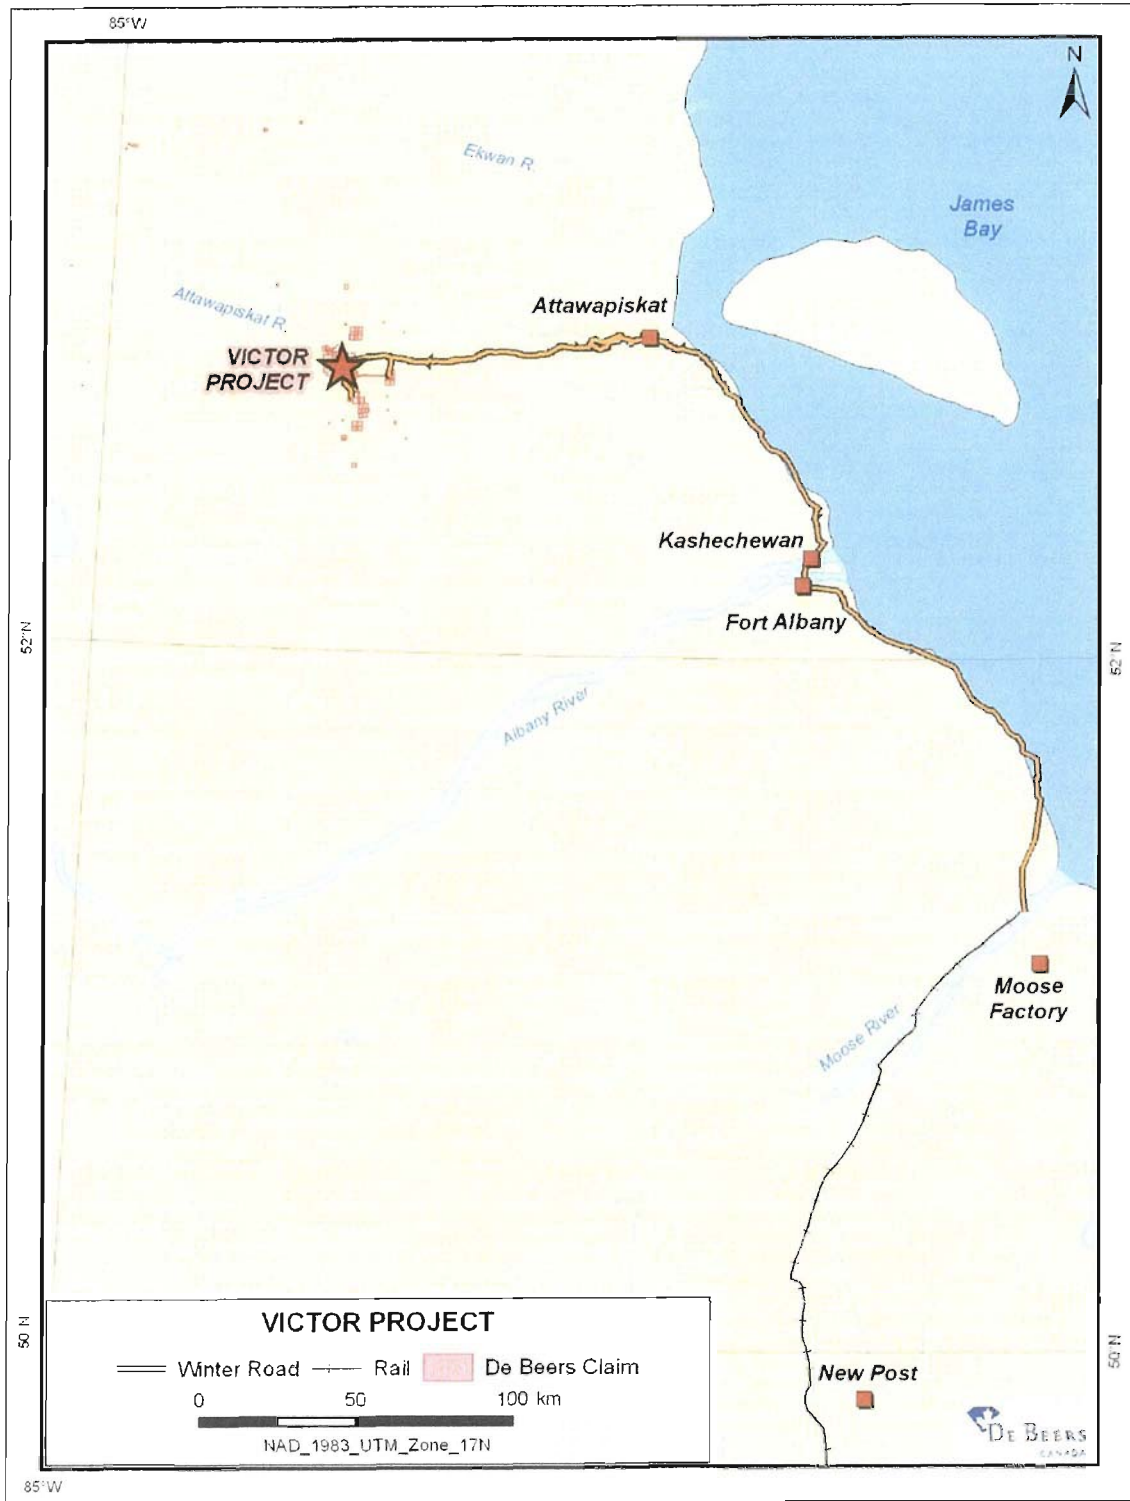 85°W
N
Ekwan R.
James
Bay
Attawapiskat R.
Attawapiskat
VICTOR
PROJECT
Kashechewan
Fort Albany
52°N
52°N
Albany River
Moose
Factory
Moose River
VICTOR PROJECT
Winter Road Rail De Beers Claim
0 50 100 km
NAD_1983_UTM_Zone_17N
50 N
50°N
New Post
DE BEERS
CANADA
85°W